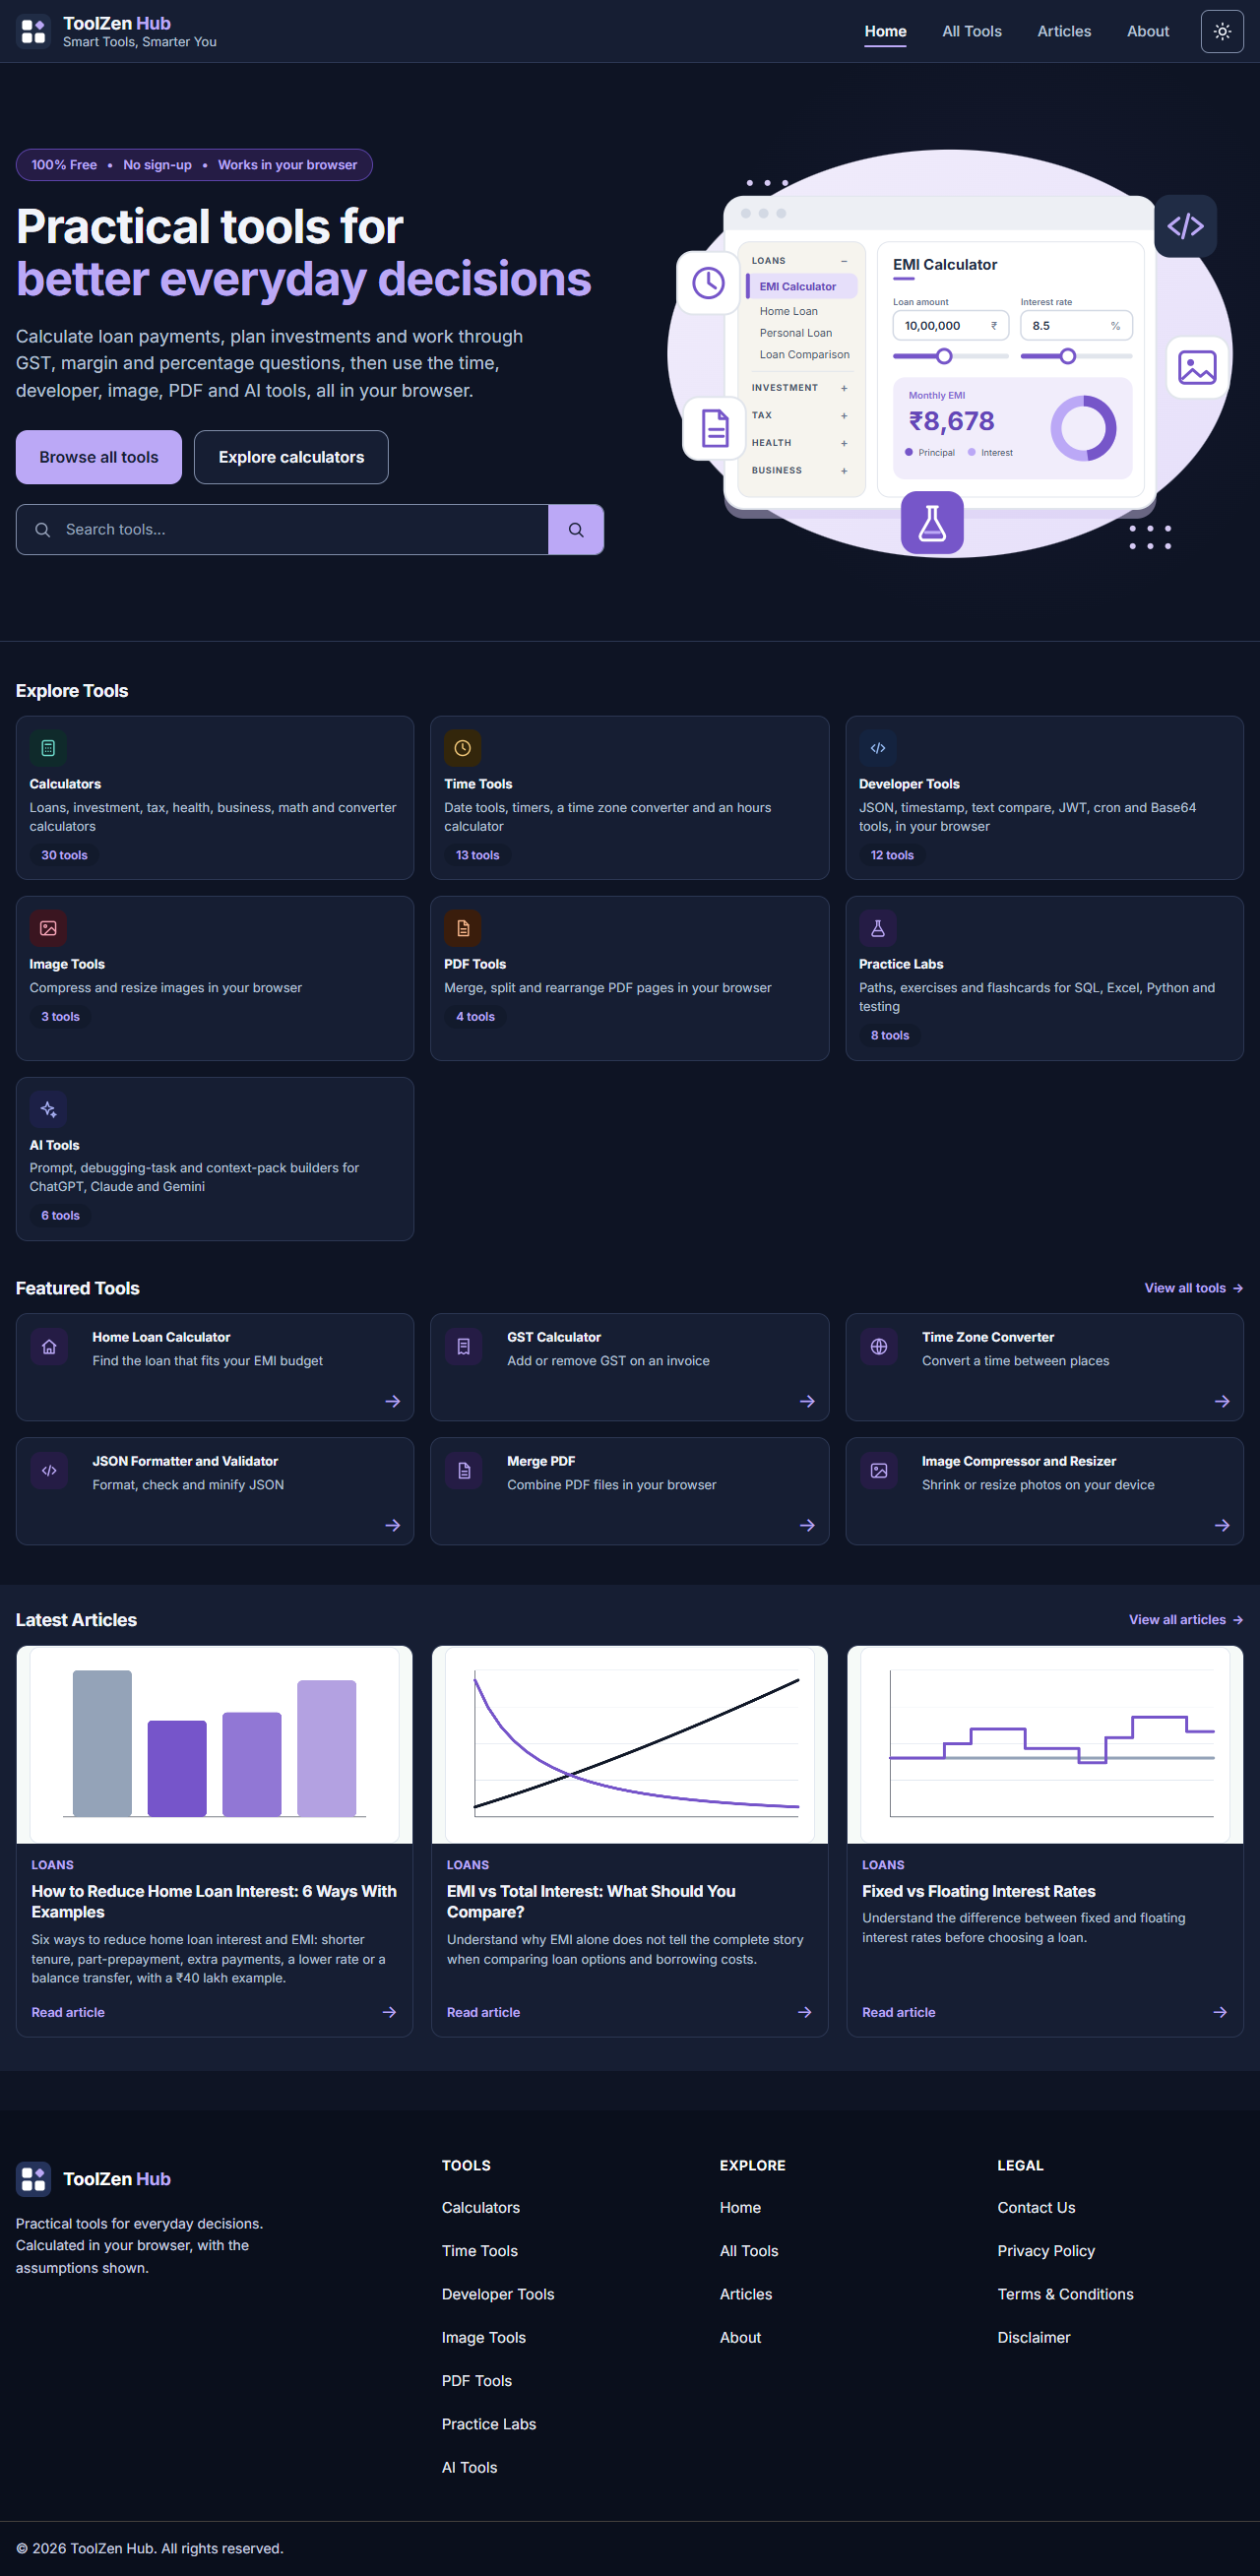 ToolZen Hub
Smart Tools, Smarter You
Home
All Tools
Articles
About
100% Free • No sign-up • Works in your browser
Practical tools for
better everyday decisions
Calculate loan payments, plan investments and work through
GST, margin and percentage questions, then use the time,
developer, image, PDF and AI tools, all in your browser.
Browse all tools
Explore calculators
Search tools...
LOANS −
EMI Calculator
Home Loan
Personal Loan
Loan Comparison
INVESTMENT +
TAX +
HEALTH +
BUSINESS +
EMI Calculator
Loan amount
Interest rate
10,00,000 ₹
8.5 %
Monthly EMI
₹8,678
Principal
Interest
Explore Tools
Calculators
Loans, investment, tax, health, business, math and converter
calculators
30 tools
Time Tools
Date tools, timers, a time zone converter and an hours
calculator
13 tools
Developer Tools
JSON, timestamp, text compare, JWT, cron and Base64
tools, in your browser
12 tools
Image Tools
Compress and resize images in your browser
3 tools
PDF Tools
Merge, split and rearrange PDF pages in your browser
4 tools
Practice Labs
Paths, exercises and flashcards for SQL, Excel, Python and
testing
8 tools
AI Tools
Prompt, debugging-task and context-pack builders for
ChatGPT, Claude and Gemini
6 tools
Featured Tools
View all tools →
Home Loan Calculator
Find the loan that fits your EMI budget
GST Calculator
Add or remove GST on an invoice
Time Zone Converter
Convert a time between places
JSON Formatter and Validator
Format, check and minify JSON
Merge PDF
Combine PDF files in your browser
Image Compressor and Resizer
Shrink or resize photos on your device
Latest Articles
View all articles →
LOANS
How to Reduce Home Loan Interest: 6 Ways With
Examples
Six ways to reduce home loan interest and EMI: shorter
tenure, part-prepayment, extra payments, a lower rate or a
balance transfer, with a ₹40 lakh example.
Read article
LOANS
EMI vs Total Interest: What Should You
Compare?
Understand why EMI alone does not tell the complete story
when comparing loan options and borrowing costs.
Read article
LOANS
Fixed vs Floating Interest Rates
Understand the difference between fixed and floating
interest rates before choosing a loan.
Read article
ToolZen Hub
Practical tools for everyday decisions.
Calculated in your browser, with the
assumptions shown.
TOOLS
Calculators
Time Tools
Developer Tools
Image Tools
PDF Tools
Practice Labs
AI Tools
EXPLORE
Home
All Tools
Articles
About
LEGAL
Contact Us
Privacy Policy
Terms & Conditions
Disclaimer
© 2026 ToolZen Hub. All rights reserved.